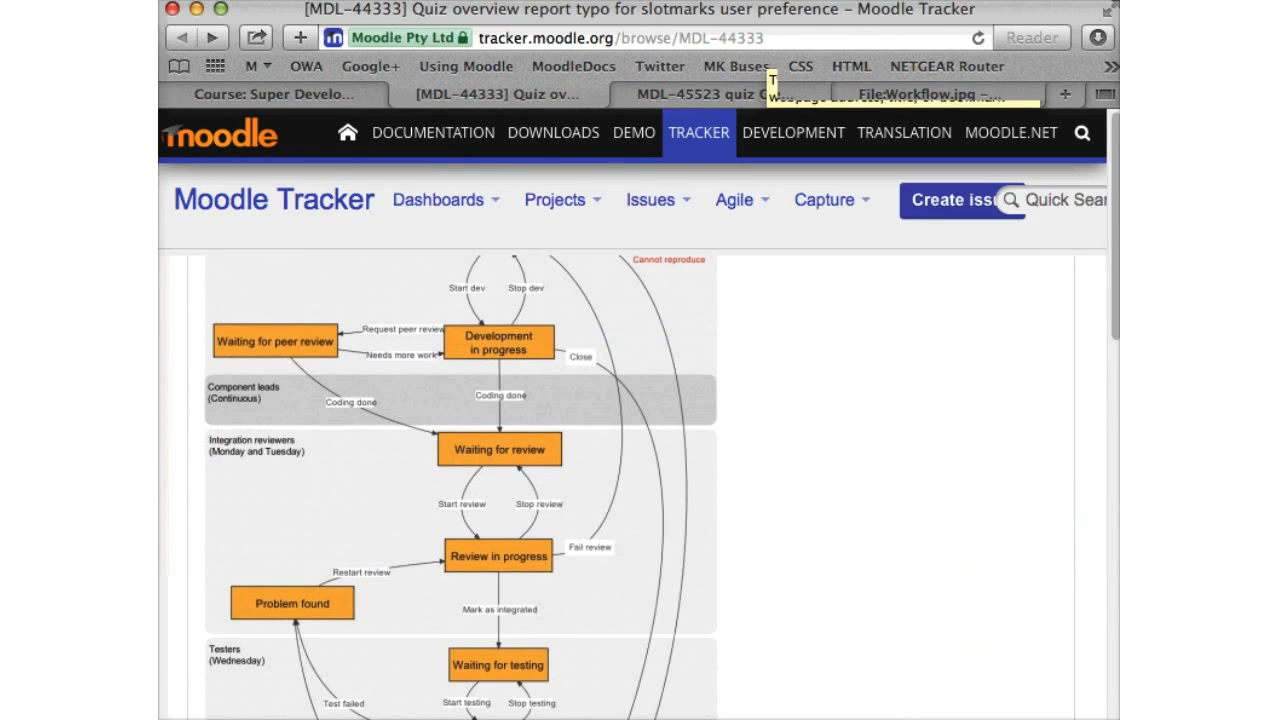 [MDL-44333] Quiz overview report typo for slotmarks user preference – Moodle Tracker
Moodle Pty Ltd tracker.moodle.org/browse/MDL-44333 Reader
M OWA Google+ Using Moodle MoodleDocs Twitter MK Buses CSS HTML NETGEAR Router
Course: Super Develo... [MDL-44333] Quiz ov... MDL-45523 quiz File:Workflow.jpg –...
moodle DOCUMENTATION DOWNLOADS DEMO TRACKER DEVELOPMENT TRANSLATION MOODLE.NET
Moodle Tracker Dashboards Projects Issues Agile Capture Create issu Quick Sear
Cannot reproduce
Start dev Stop dev
Request peer review
Waiting for peer review
Development
in progress
Needs more work
Close
Component leads
(Continuous)
Coding done
Coding done
Integration reviewers
(Monday and Tuesday)
Waiting for review
Start review Stop review
Fail review
Review in progress
Restart review
Problem found
Mark as integrated
Testers
(Wednesday)
Waiting for testing
Test failed
Start testing Stop testing